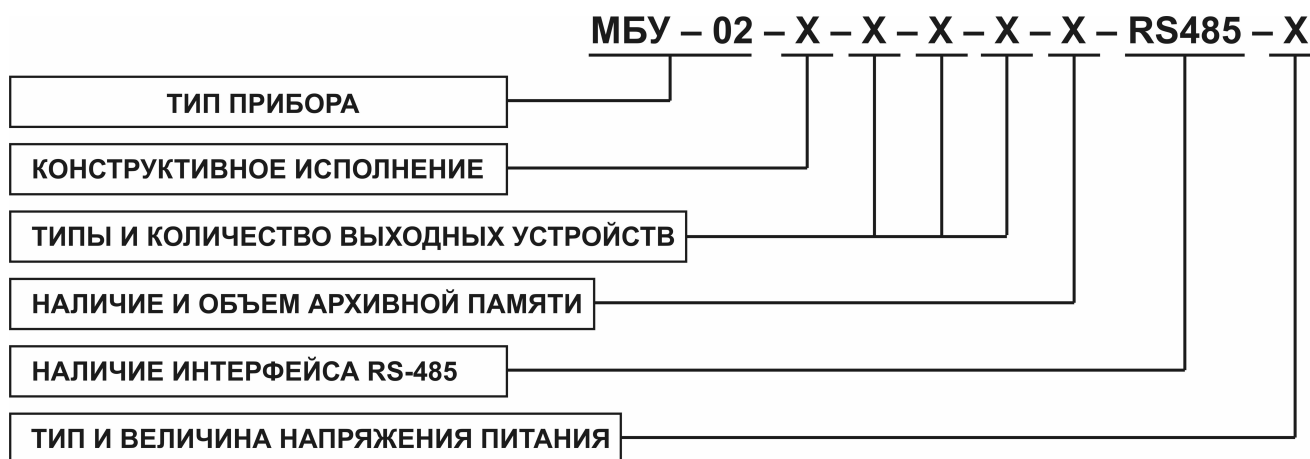 МБУ – 02 – Х – Х – Х – Х – Х – RS485 – Х
ТИП ПРИБОРА
КОНСТРУКТИВНОЕ ИСПОЛНЕНИЕ
ТИПЫ И КОЛИЧЕСТВО ВЫХОДНЫХ УСТРОЙСТВ
НАЛИЧИЕ И ОБЪЕМ АРХИВНОЙ ПАМЯТИ
НАЛИЧИЕ ИНТЕРФЕЙСА RS-485
ТИП И ВЕЛИЧИНА НАПРЯЖЕНИЯ ПИТАНИЯ